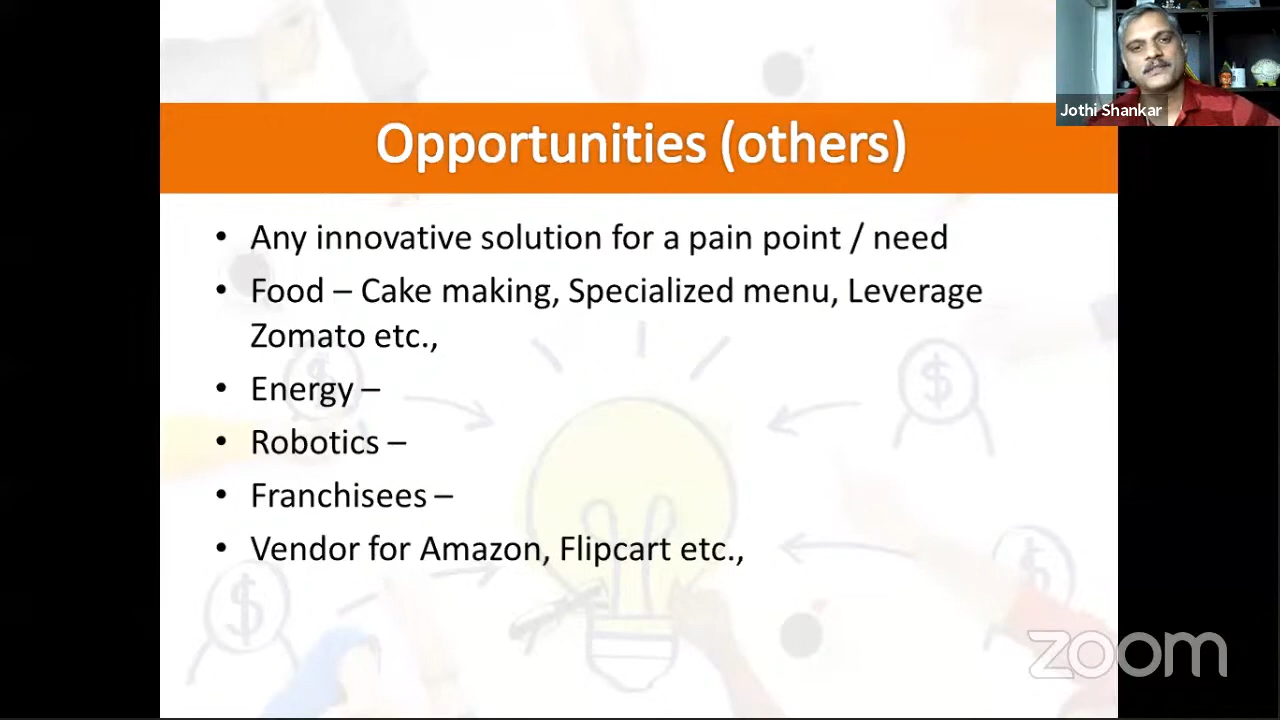 Jothi Shankar
Opportunities (others)
• Any innovative solution for a pain point / need
• Food – Cake making, Specialized menu, Leverage
Zomato etc.,
• Energy –
• Robotics –
• Franchisees –
• Vendor for Amazon, Flipcart etc.,
zoom